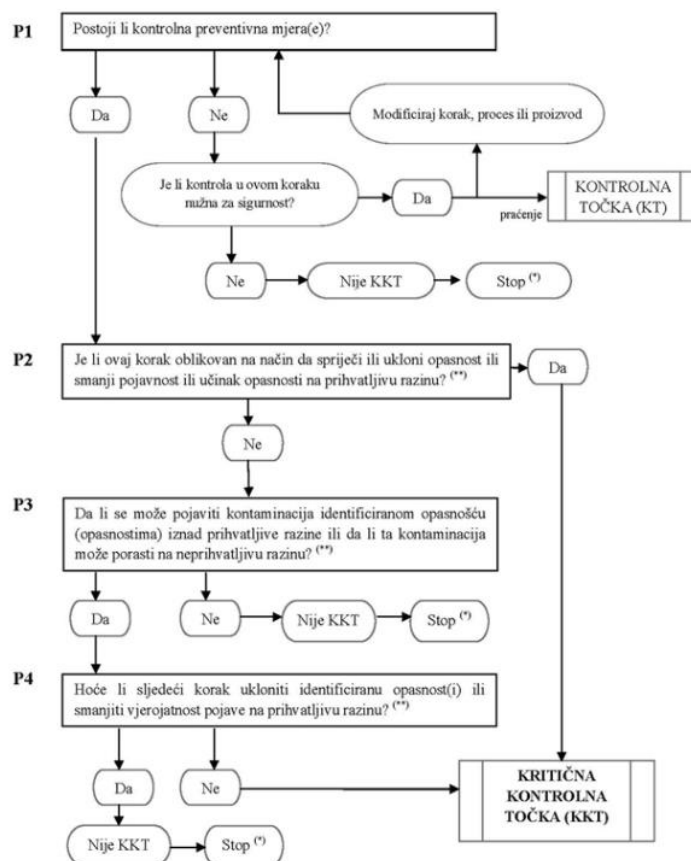 P1
Postoji li kontrolna preventivna mjera(e)?
Da
Ne
Modificiraj korak, proces ili proizvod
Je li kontrola u ovom koraku
nužna za sigurnost?
Da
praćenje
KONTROLNA
TOČKA (KT)
Ne
Nije KKT
Stop (*)
P2
Je li ovaj korak oblikovan na način da spriječi ili ukloni opasnost ili
smanji pojavnost ili učinak opasnosti na prihvatljivu razinu? (**)
Da
Ne
P3
Da li se može pojaviti kontaminacija identificiranom opasnošću
(opasnostima) iznad prihvatljive razine ili da li ta kontaminacija
može porasti na neprihvatljivu razinu? (**)
Da
Ne
Nije KKT
Stop (*)
P4
Hoće li sljedeći korak ukloniti identificiranu opasnost(i) ili
smanjiti vjerojatnost pojave na prihvatljivu razinu? (**)
Da
Ne
KRITIČNA
KONTROLNA
TOČKA (KKT)
Nije KKT
Stop (*)